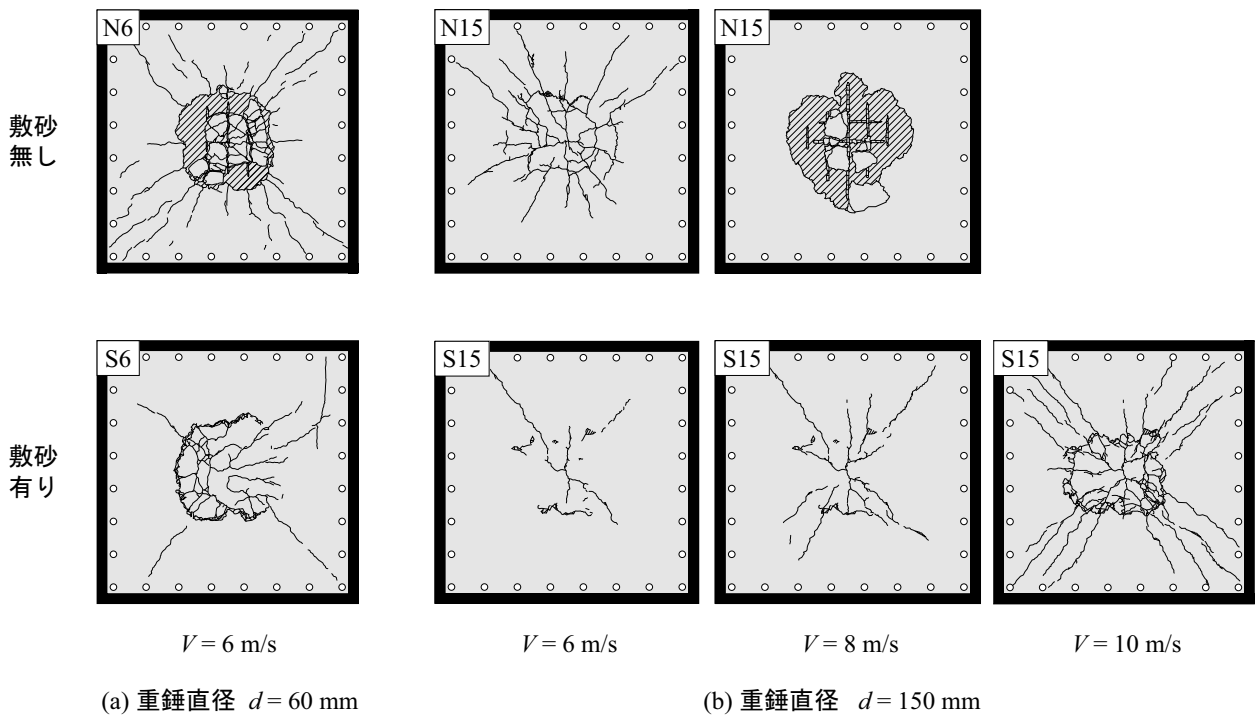 N6
N15
N15
敷砂
無し
S6
S15
S15
S15
敷砂
有り
V = 6 m/s
V = 6 m/s
V = 8 m/s
V = 10 m/s
(a) 重錘直径 d = 60 mm
(b) 重錘直径 d = 150 mm